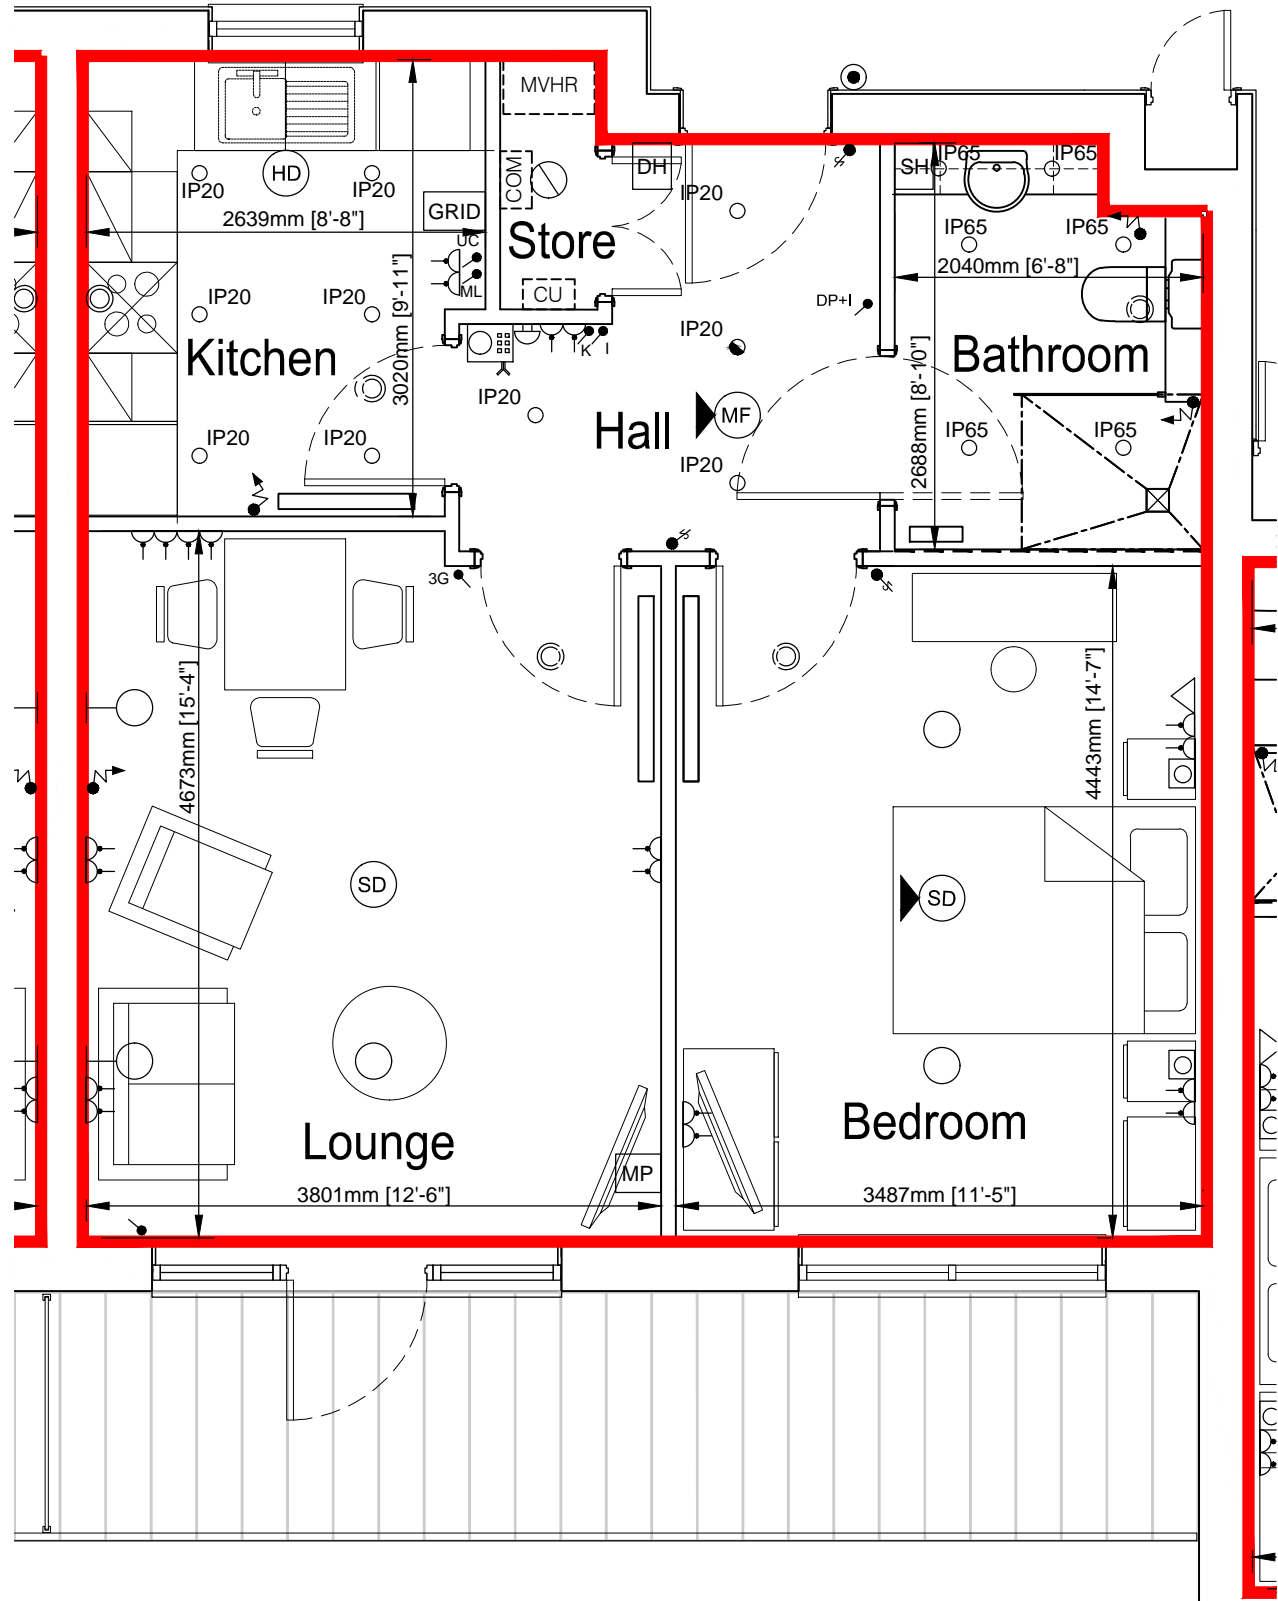 MVHR
IP65
IP65
HD
COM
DH
SH
IP20
IP20
IP20
GRID
2639mm [8'-8"]
UC
ML
Store
IP65
IP65
2040mm [6'-8"]
CU
IP20
IP20
DP+I
3020mm [9'-11"]
IP20
K
I
Kitchen
Bathroom
IP20
Hall
MF
2688mm [8'-10"]
IP20
IP20
IP65
IP65
IP20
3G
4673mm [15'-4"]
4443mm [14'-7"]
SD
SD
Lounge
Bedroom
MP
3801mm [12'-6"]
3487mm [11'-5"]